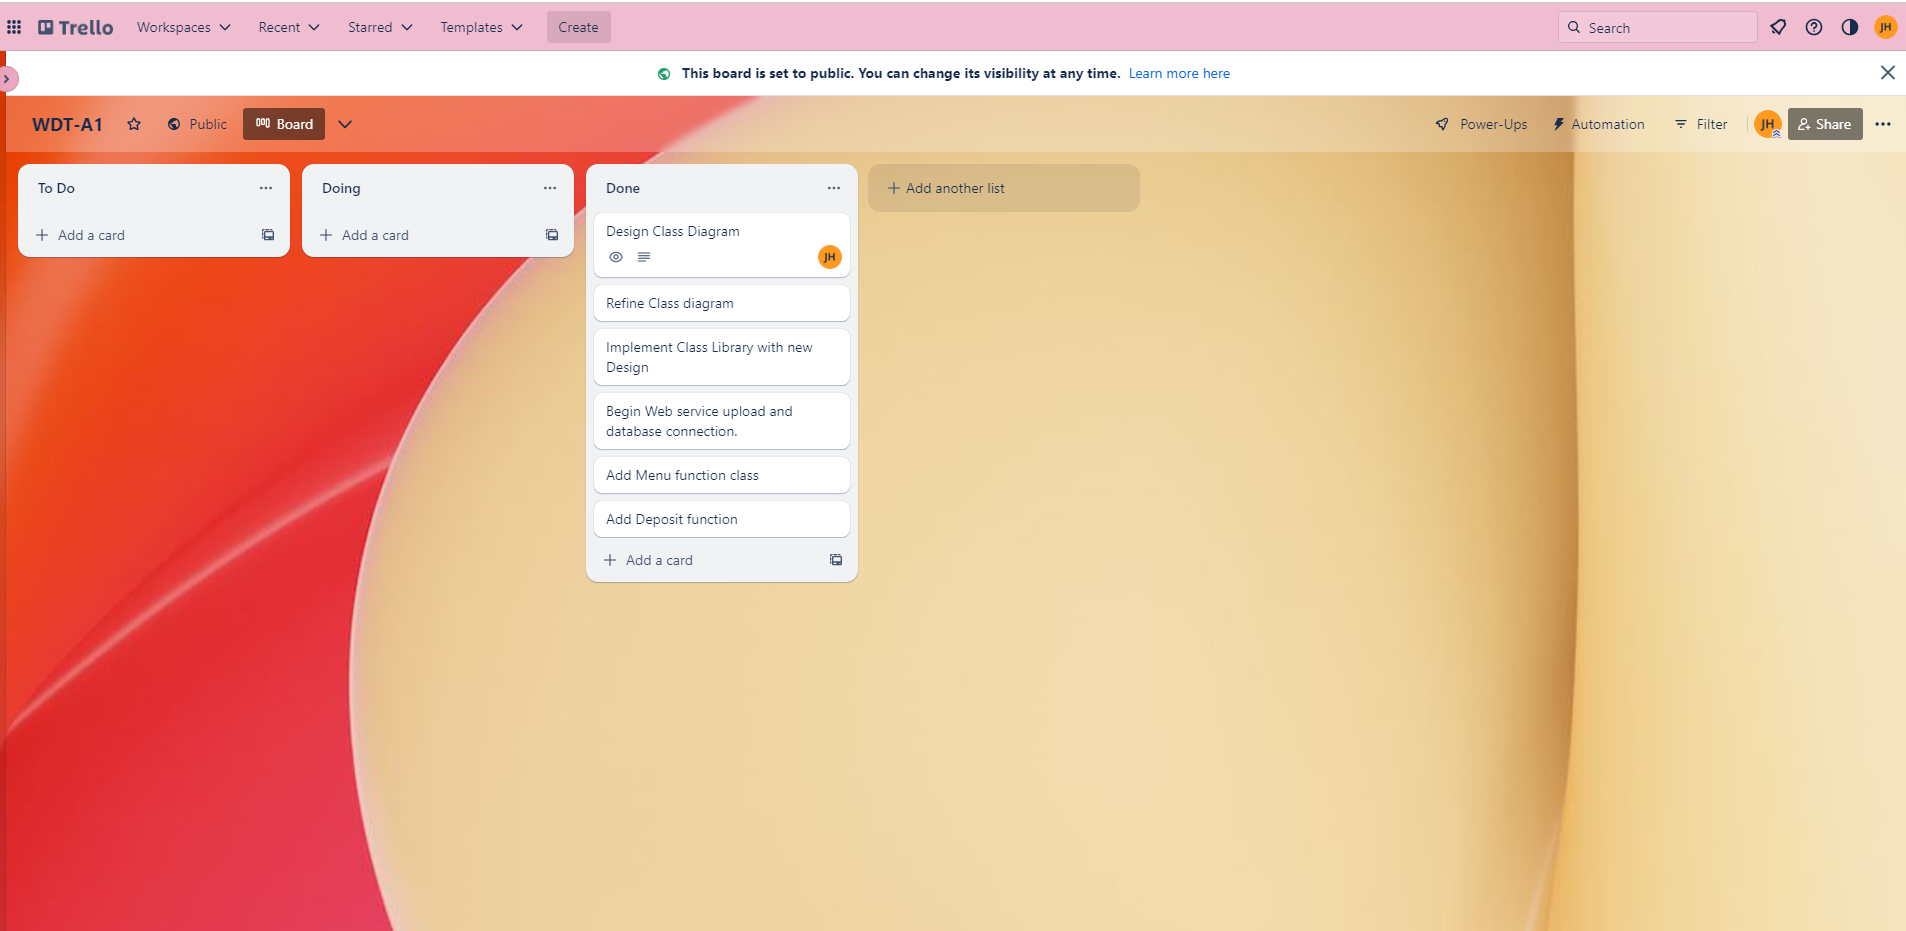 Trello Workspaces Recent Starred Templates Create Search JH
This board is set to public. You can change its visibility at any time. Learn more here
WDT-A1 Public Board Power-Ups Automation Filter JH Share
To Do
Add a card
Doing
Add a card
Done
Design Class Diagram
JH
Refine Class diagram
Implement Class Library with new
Design
Begin Web service upload and
database connection.
Add Menu function class
Add Deposit function
Add a card
Add another list